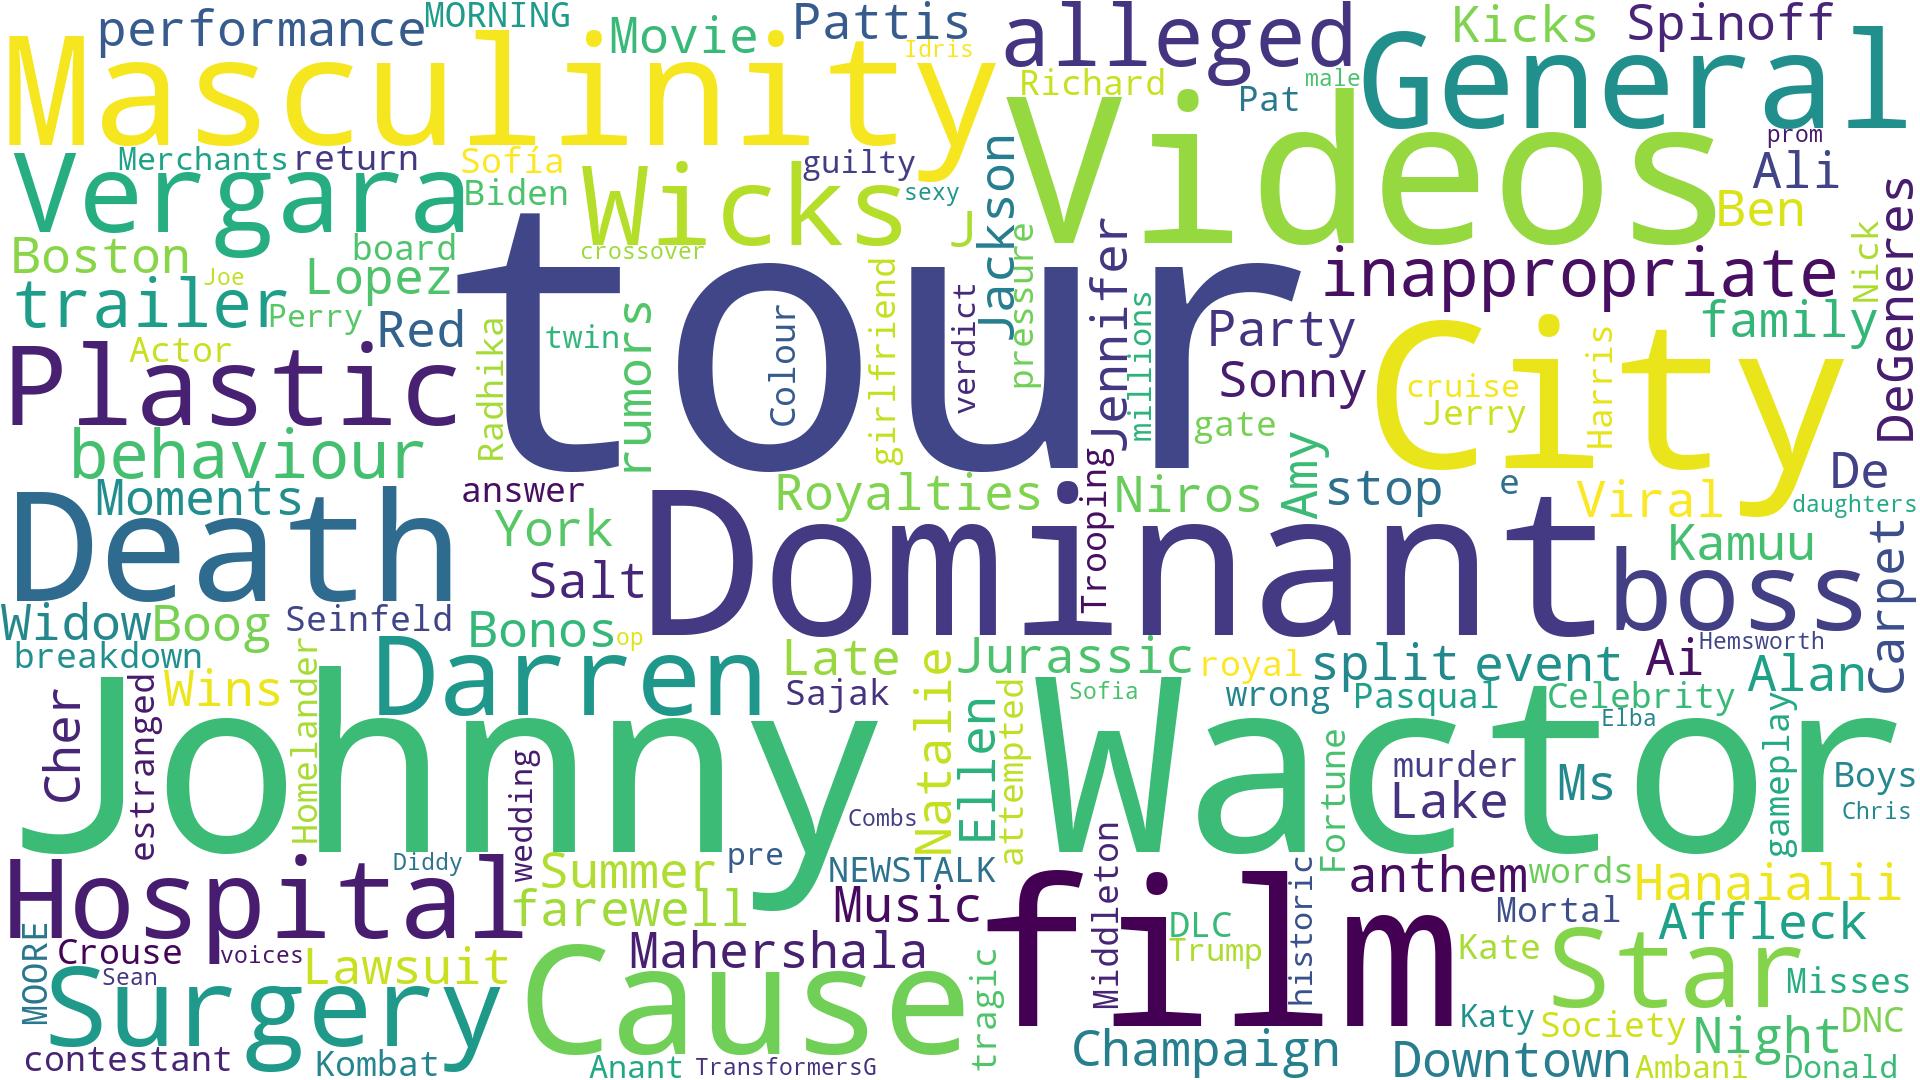 performance
MORNING
Movie
Pattis
alleged
Kicks
Spinoff
Masculinity
Idris
General
Richard
male
Pat
Videos
prom
Merchants
return
Sofía
guilty
Jackson
Ali
Vergara
Biden
Wicks
sexy
J
Ben
DeGeneres
Boston
board
crossover
pressure
Jennifer
inappropriate
Nick
Joe
Lopez
tour
girlfriend
verdict
millions
trailer
Perry
Red
Radhika
twin
rumors
Colour
Party
City
family
Actor
Plastic
Sonny
cruise
Jerry
Harris
gate
behaviour
Amy
De
Moments
answer
Royalties
Trooping
Niros
stop
e
Viral
daughters
Death
York
Dominant
Kamuu
Carpet
Salt
boss
Widow
Boog
Seinfeld
Bonos
op
Hemsworth
breakdown
Darren
Late
Natalie
Jurassic
royal
split
event
Ai
Alan
Cher
estranged
Wins
Homelander
Sajak
Ellen
attempted
Sofia
wrong
Pasqual
Celebrity
Elba
gameplay
Johnny
wedding
Wactor
Fortune
murder
Ms
Boys
Lake
Combs
Chris
Hospital
Diddy
Summer
pre
NEWSTALK
Middleton
historic
anthem
words
Hanaialii
farewell
Music
film
DLC
Mortal
Affleck
MOORE
Crouse
voices
Mahershala
Trump
Kate
Star
Sean
Lawsuit
tragic
Misses
Surgery
Cause
Katy
Society
Night
DNC
contestant
Kombat
Anant
TransformersG
Champaign
Downtown
Ambani
Donald